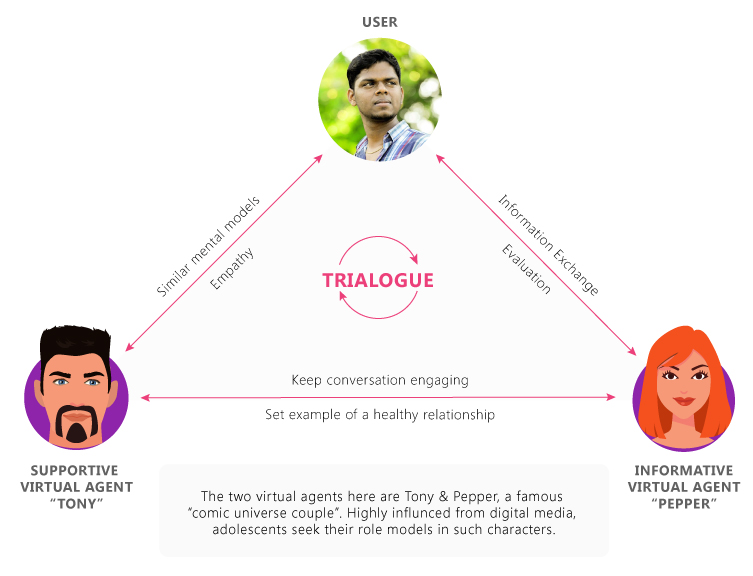 USER
Similar mental models
Empathy
Information Exchange
Evaluation
TRIALOGUE
Keep conversation engaging
Set example of a healthy relationship
SUPPORTIVE
VIRTUAL AGENT
“TONY”
INFORMATIVE
VIRTUAL AGENT
“PEPPER”
The two virtual agents here are Tony & Pepper, a famous
“comic universe couple”. Highly influnced from digital media,
adolescents seek their role models in such characters.